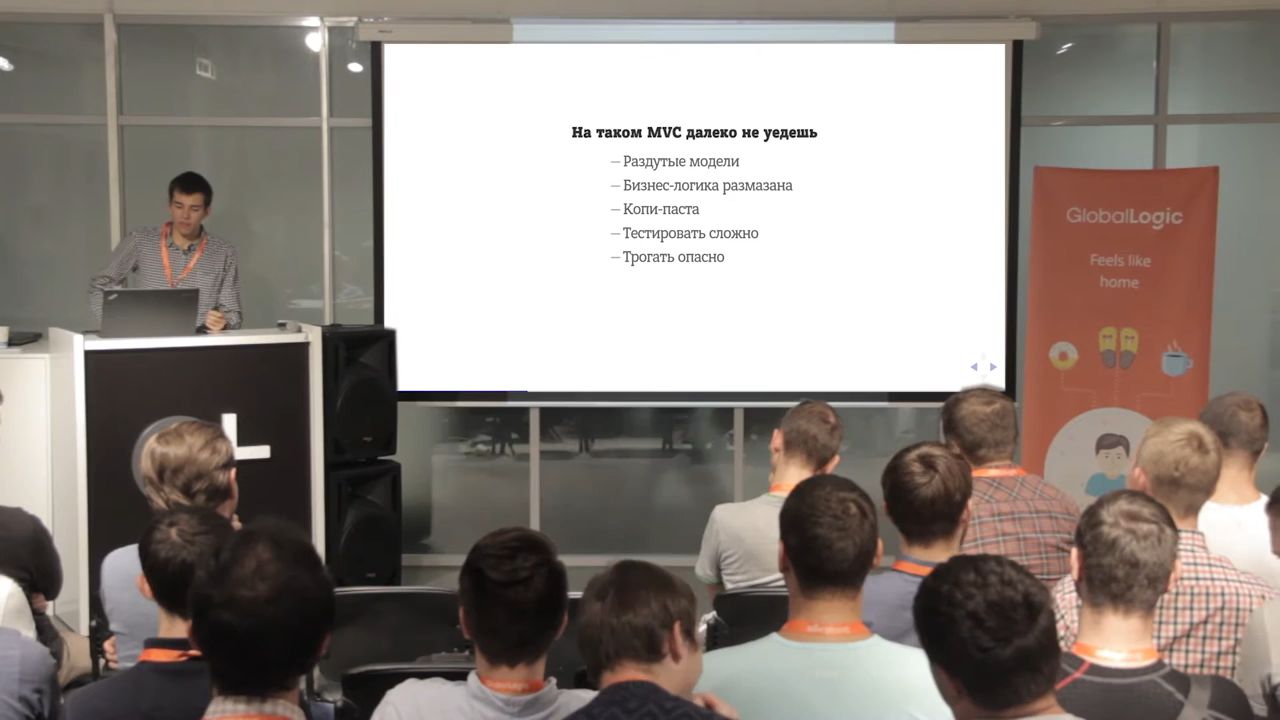 На таком MVC далеко не уедешь
— Раздутые модели
— Бизнес-логика размазана
— Копи-паста
— Тестировать сложно
— Трогать опасно
GlobalLogic
Feels like
home